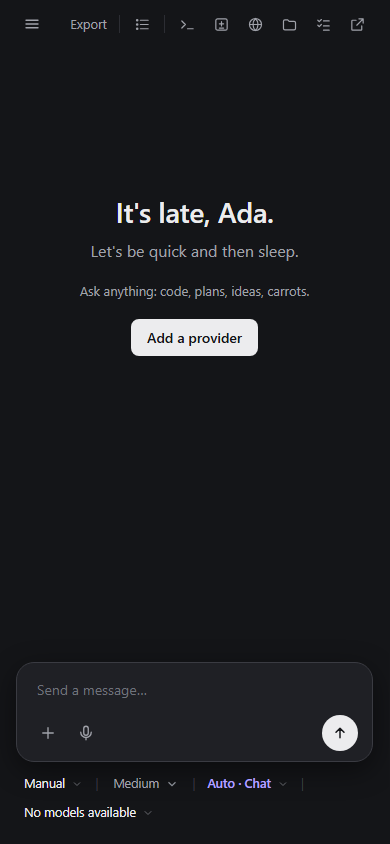 Export
It's late, Ada.
Let's be quick and then sleep.
Ask anything: code, plans, ideas, carrots.
Add a provider
Send a message...
Manual Medium Auto · Chat
No models available